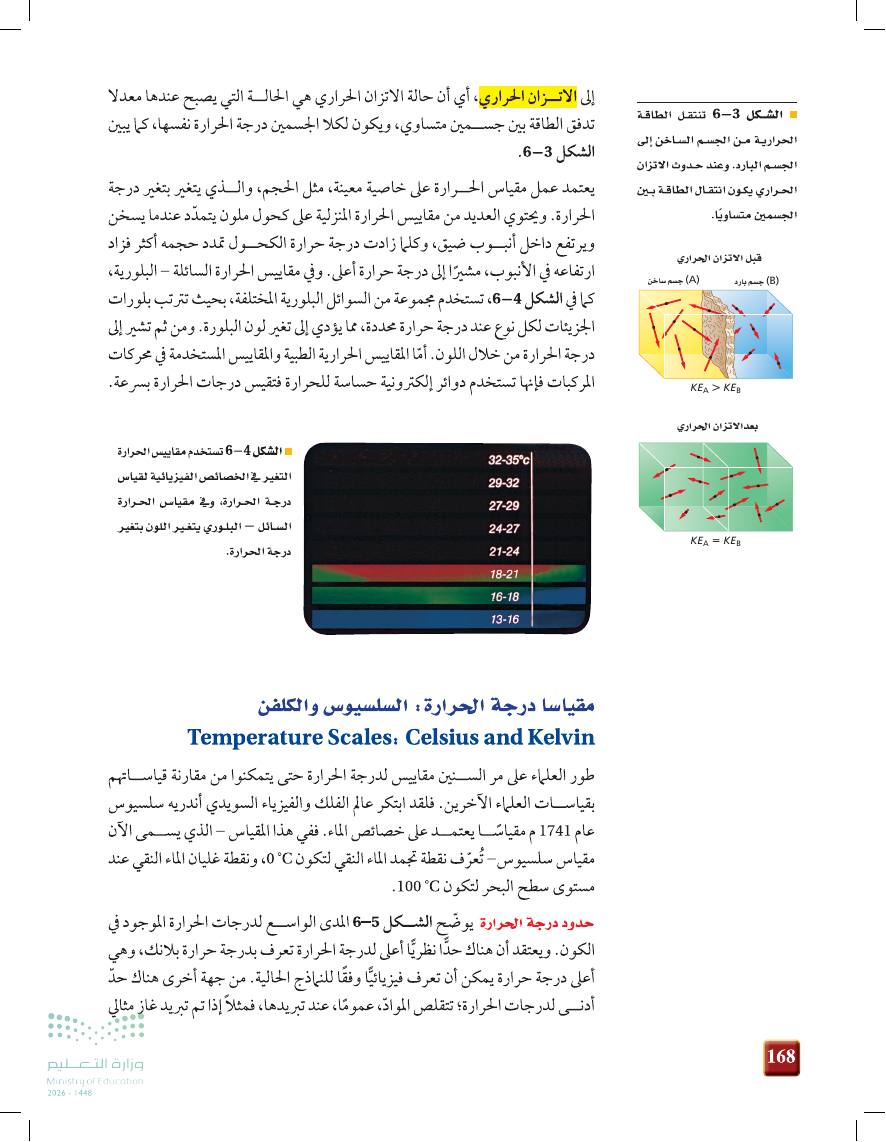 إلى الاتـــزان الحراري، أي أن حالة الاتزان الحراري هي الحالــة التي يصبح عندها معدلا
تدفق الطاقة بين جســـمين متساوي، ويكون لكلا الجسمين درجة الحرارة نفسها، كما يبين
الشكل 3–6.
يعتمد عمل مقياس الحـــرارة على خاصية معينة، مثل الحجم، والـــذي يتغير بتغير درجة
الحرارة. ويحتوي العديد من مقاييس الحرارة المنزلية على كحول ملون يتمدّد عندما يسخن
ويرتفع داخل أنبـــوب ضيق، وكلما زادت درجة حرارة الكحـــول تمدد حجمه أكثر فزاد
ارتفاعه في الأنبوب، مشيرًا إلى درجة حرارة أعلى. وفي مقاييس الحرارة السائلة – البلورية،
كما في الشكل 4–6، تستخدم مجموعة من السوائل البلورية المختلفة، بحيث تترتب بلورات
الجزيئات لكل نوع عند درجة حرارة محددة، مما يؤدي إلى تغير لون البلورة. ومن ثم تشير إلى
درجة الحرارة من خلال اللون. أمّا المقاييس الحرارية الطبية والمقاييس المستخدمة في محركات
المركبات فإنها تستخدم دوائر إلكترونية حساسة للحرارة فتقيس درجات الحرارة بسرعة.
■ الشكل 3–6 تنتقل الطاقة
الحرارية من الجسم الساخن إلى
الجسم البارد. وعند حدوث الاتزان
الحراري يكون انتقال الطاقة بين
الجسمين متساويًا.
قبل الاتزان الحراري
(B) جسم بارد (A) جسم ساخن
KEA > KEB
بعدالاتزان الحراري
KEA = KEB
■ الشكل 4–6 تستخدم مقاييس الحرارة
التغير في الخصائص الفيزيائية لقياس
درجة الحرارة، وفي مقياس الحرارة
السائل – البلوري يتغير اللون بتغير
درجة الحرارة.
32-35°c
29-32
27-29
24-27
21-24
18-21
16-18
13-16
مقياسا درجة الحرارة: السلسيوس والكلفن
Temperature Scales: Celsius and Kelvin
طور العلماء على مر الســـنين مقاييس لدرجة الحرارة حتى يتمكنوا من مقارنة قياســـاتهم
بقياســـات العلماء الآخرين. فلقد ابتكر عالم الفلك والفيزياء السويدي أندريه سلسيوس
عام 1741 م مقياسًـــا يعتمـــد على خصائص الماء. ففي هذا المقياس – الذي يســـمى الآن
مقياس سلسيوس– تُعرّف نقطة تجمد الماء النقي لتكون 0 °C، ونقطة غليان الماء النقي عند
مستوى سطح البحر لتكون 100 °C.
حدود درجة الحرارة يوضّح الشـــكل 5–6 المدى الواســـع لدرجات الحرارة الموجود في
الكون. ويعتقد أن هناك حدًّا نظريًّا أعلى لدرجة الحرارة تعرف بدرجة حرارة بلانك، وهي
أعلى درجة حرارة يمكن أن تعرف فيزيائيًّا وفقًا للنماذج الحالية. من جهة أخرى هناك حدّ
أدنـــى لدرجات الحرارة؛ تتقلص الموادّ، عمومًا، عند تبريدها، فمثلاً إذا تم تبريد غاز مثالي
وزارة التعـــليم
Ministry of Education
2026 - 1448
168